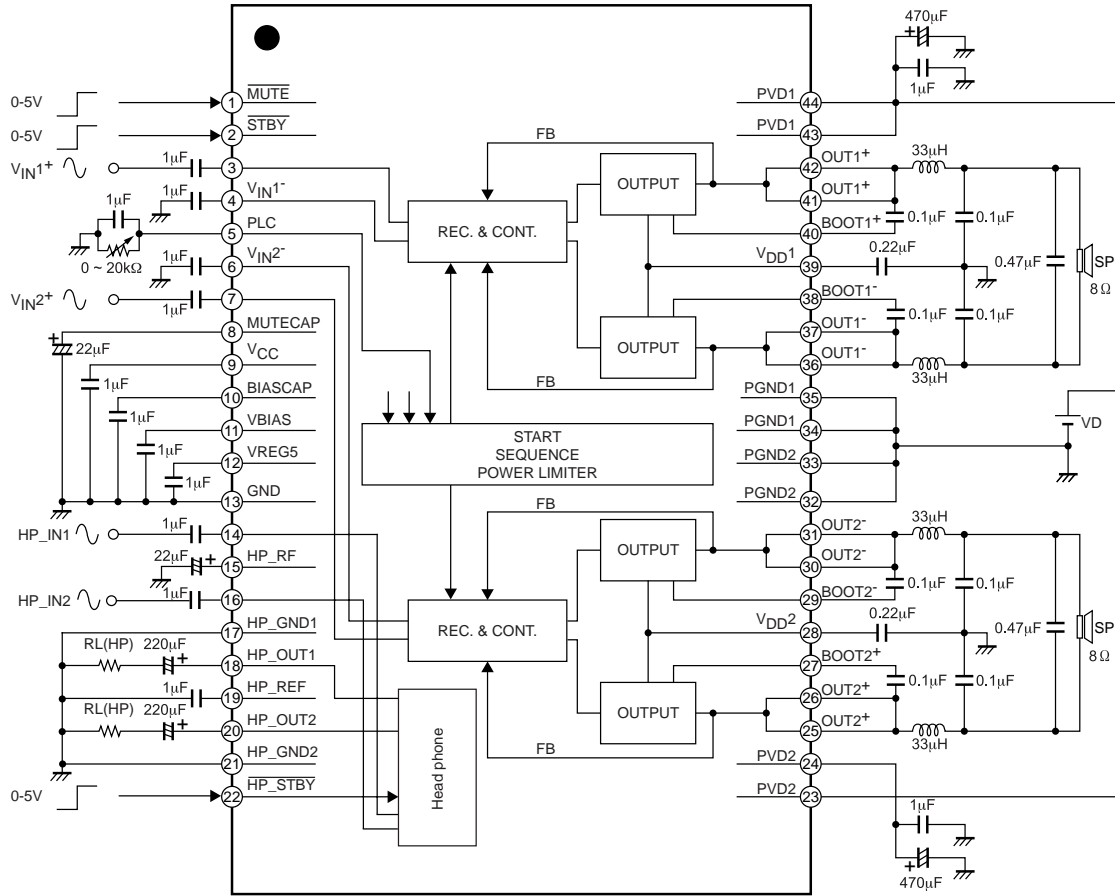 470μF
+
1μF
0-5V
1
MUTE
PVD1
44
0-5V
2
STBY
PVD1
43
VIN1+
1μF
3
FB
OUTPUT
42
OUT1+
33μH
1μF
4
VIN1-
41
OUT1+
0.1μF
0.1μF
1μF
5
PLC
REC. & CONT.
40
BOOT1+
0 ~ 20kΩ
1μF
6
VIN2-
VDD1
39
0.22μF
0.47μF
SP
8Ω
VIN2+
1μF
7
38
BOOT1-
0.1μF
0.1μF
8
MUTECAP
OUTPUT
37
OUT1-
+
22μF
9
VCC
FB
36
OUT1-
33μH
1μF
10
BIASCAP
35
PGND1
1μF
11
VBIAS
START
SEQUENCE
POWER LIMITER
PGND1
34
VD
1μF
12
VREG5
PGND2
33
1μF
13
GND
PGND2
32
HP_IN1
1μF
14
FB
OUTPUT
31
OUT2-
33μH
22μF
+
15
HP_RF
30
OUT2-
0.1μF
0.1μF
HP_IN2
1μF
16
29
BOOT2-
17
HP_GND1
REC. & CONT.
VDD2
28
0.22μF
0.47μF
SP
8Ω
RL(HP)
220μF
+
18
HP_OUT1
27
BOOT2+
0.1μF
0.1μF
1μF
19
HP_REF
OUTPUT
26
OUT2+
RL(HP)
220μF
+
20
HP_OUT2
25
OUT2+
33μH
21
HP_GND2
Head phone
FB
PVD2
24
0-5V
22
HP_STBY
PVD2
23
1μF
+
470μF